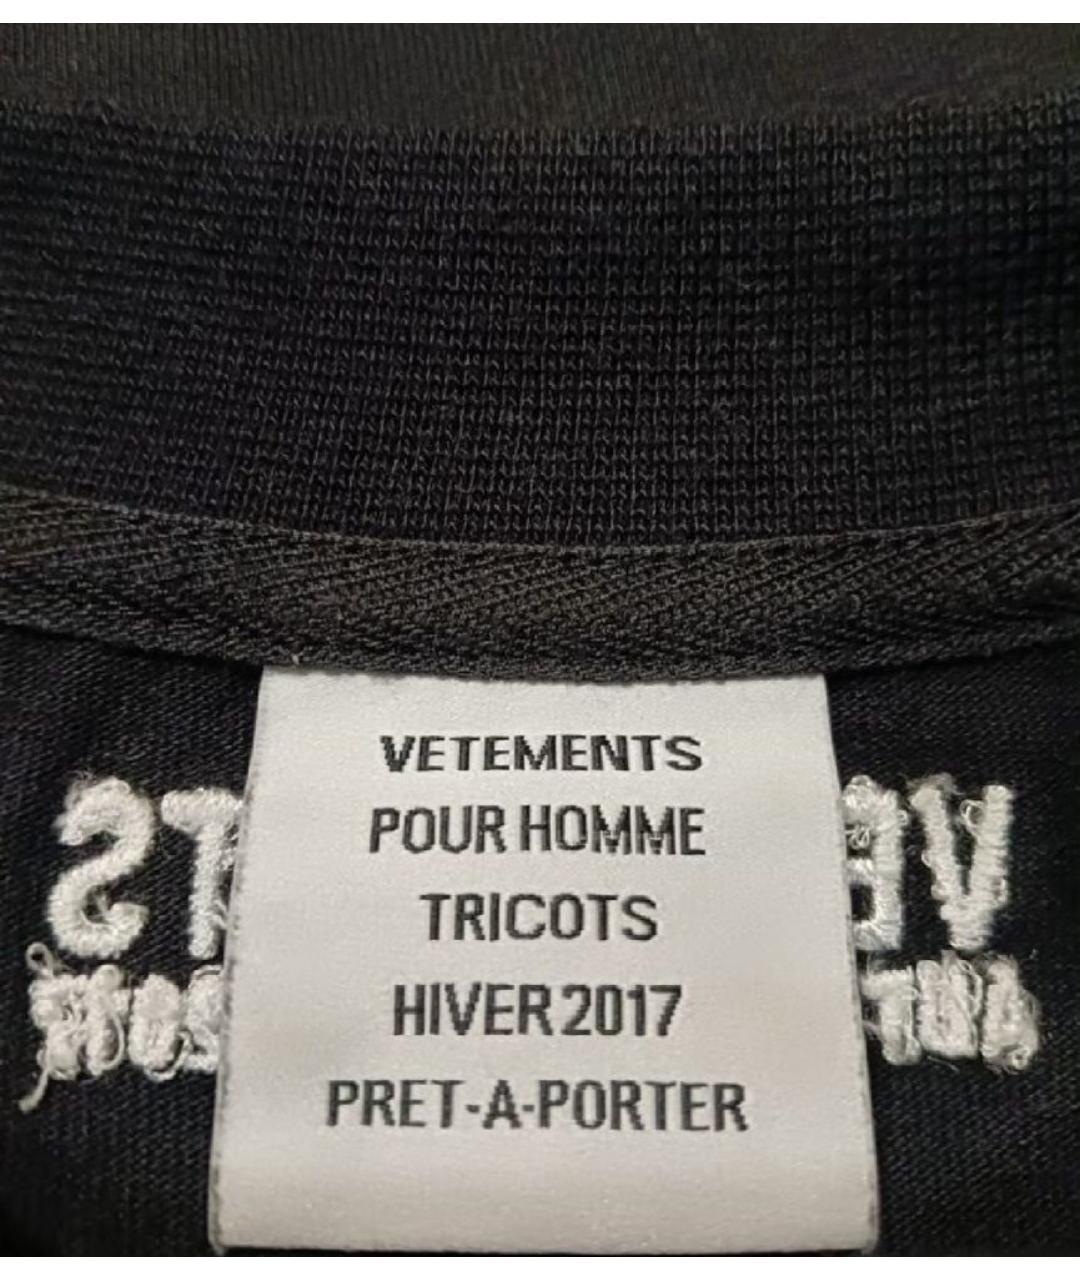 VETEMENTS
POUR HOMME
TRICOTS
HIVER 2017
PRET-A-PORTER